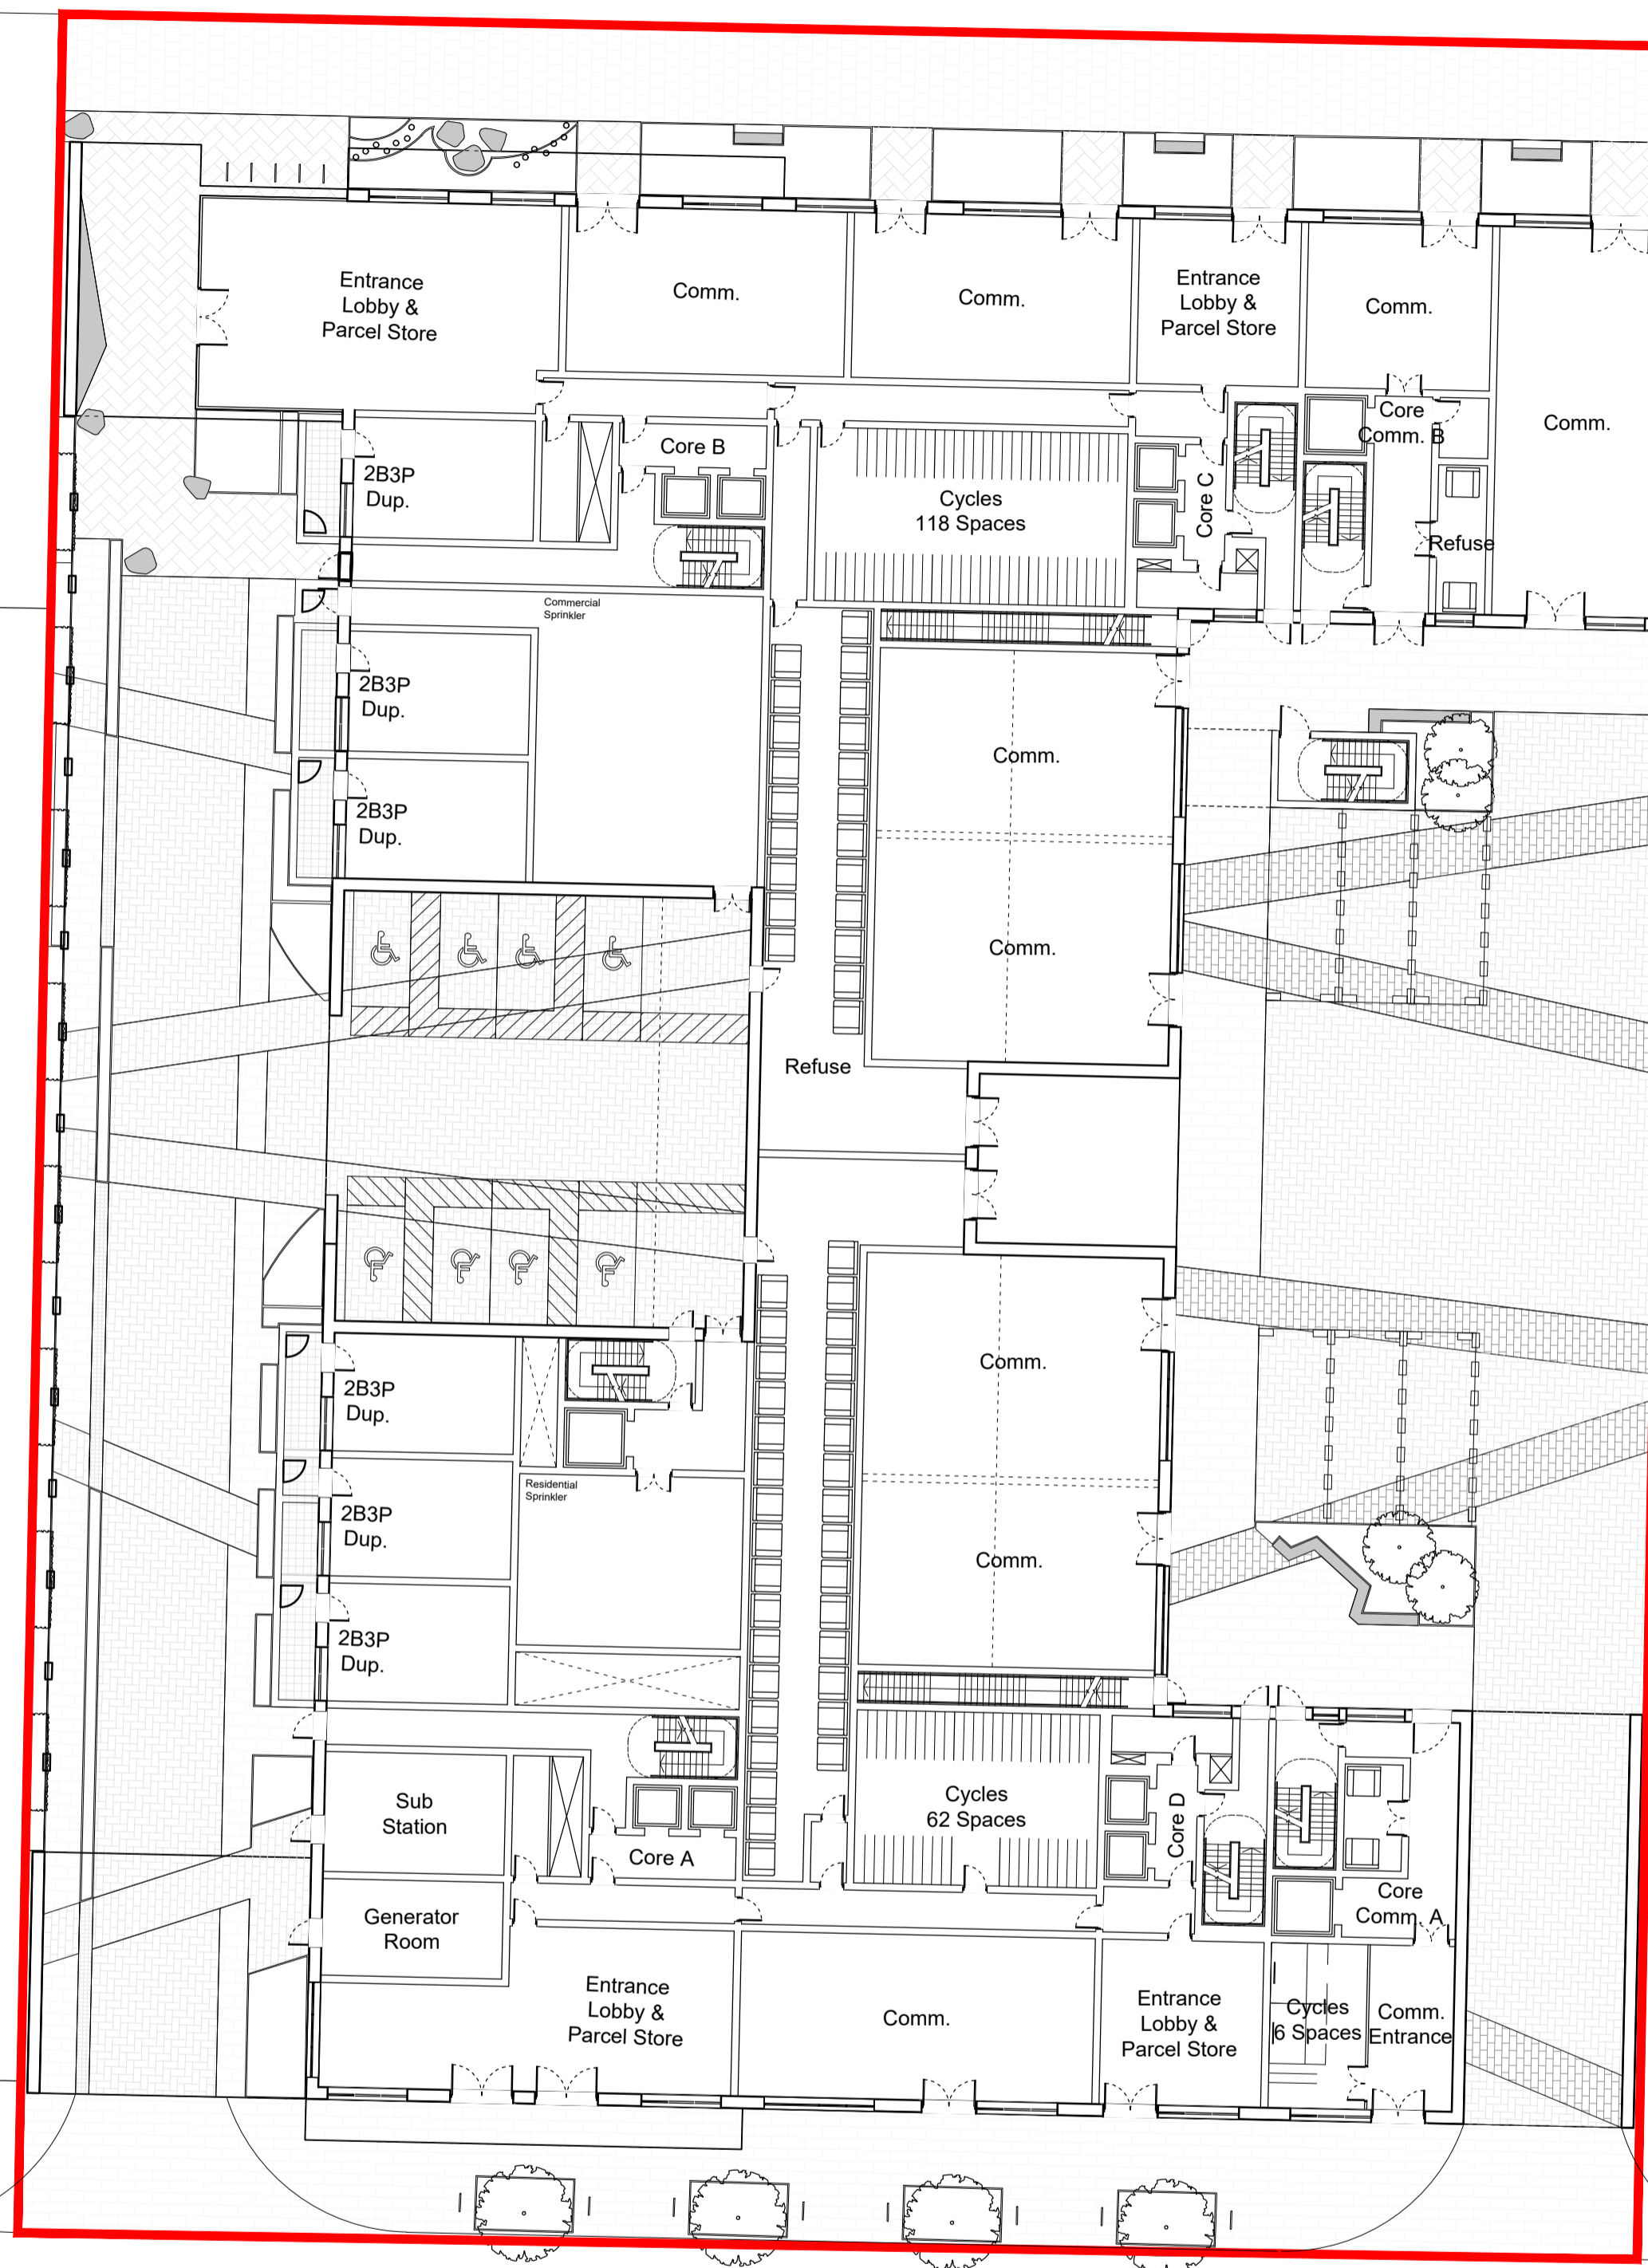 Entrance
Lobby &
Parcel Store
Comm.
Comm.
Entrance
Lobby &
Parcel Store
Comm.
Comm.
Core
Comm. B
Core B
2B3P
Dup.
Cycles
118 Spaces
Core C
Refuse
Commercial
Sprinkler
2B3P
Dup.
Comm.
2B3P
Dup.
Comm.
Refuse
Comm.
2B3P
Dup.
Residential
Sprinkler
2B3P
Dup.
Comm.
2B3P
Dup.
Sub
Station
Cycles
62 Spaces
Core D
Core A
Core
Comm. A
Generator
Room
Entrance
Lobby &
Parcel Store
Comm.
Entrance
Lobby &
Parcel Store
Cycles
6 Spaces
Comm.
Entrance